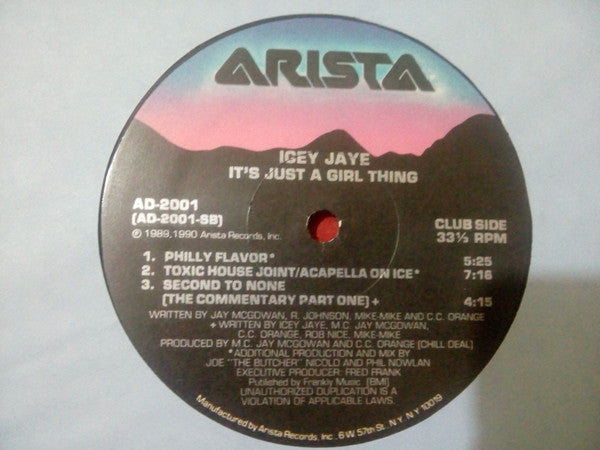 ARISTA
ICEY JAYE
IT'S JUST A GIRL THING
AD-2001
(AD-2001-SB)
℗ 1989, 1990 Arista Records, Inc.
CLUB SIDE
33⅓ RPM
1. PHILLY FLAVOR* 5:25
2. TOXIC HOUSE JOINT/ACAPELLA ON ICE* 7:16
3. SECOND TO NONE
(THE COMMENTARY PART ONE) + 4:15
WRITTEN BY JAY MCGOWAN, R. JOHNSON, MIKE-MIKE AND C.C. ORANGE
+ WRITTEN BY ICEY JAYE, M.C. JAY MCGOWAN,
C.C. ORANGE, ROB NICE, MIKE-MIKE
PRODUCED BY M.C. JAY MCGOWAN AND C.C. ORANGE (CHILL DEAL)
*ADDITIONAL PRODUCTION AND MIX BY
JOE "THE BUTCHER" NICOLO AND PHIL NOWLAN
EXECUTIVE PRODUCER: FRED FRANK
Published by Frankly Music (BMI)
UNAUTHORIZED DUPLICATION IS A
VIOLATION OF APPLICABLE LAWS.
Manufactured by Arista Records, Inc. 6 W 57th St. N.Y. N.Y. 10019